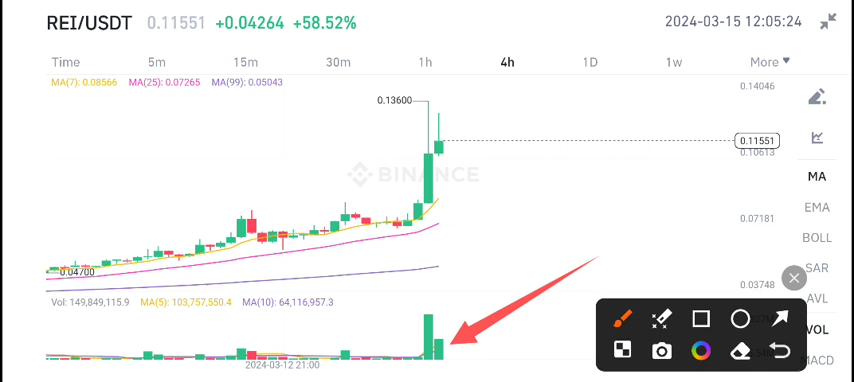 REI/USDT 0.11551 +0.04264 +58.52% 2024-03-15 12:05:24
Time 5m 15m 30m 1h 4h 1D 1w More
MA(7): 0.08566 MA(25): 0.07265 MA(99): 0.05043
0.14046
0.13600
0.11551
0.10613
BINANCE
MA
EMA
0.07181
BOLL
0.04700
SAR
0.03748
AVL
Vol: 149,849,115.9 MA(5): 103,757,550.4 MA(10): 64,116,957.3
VOL
MACD
2024-03-12 21:00